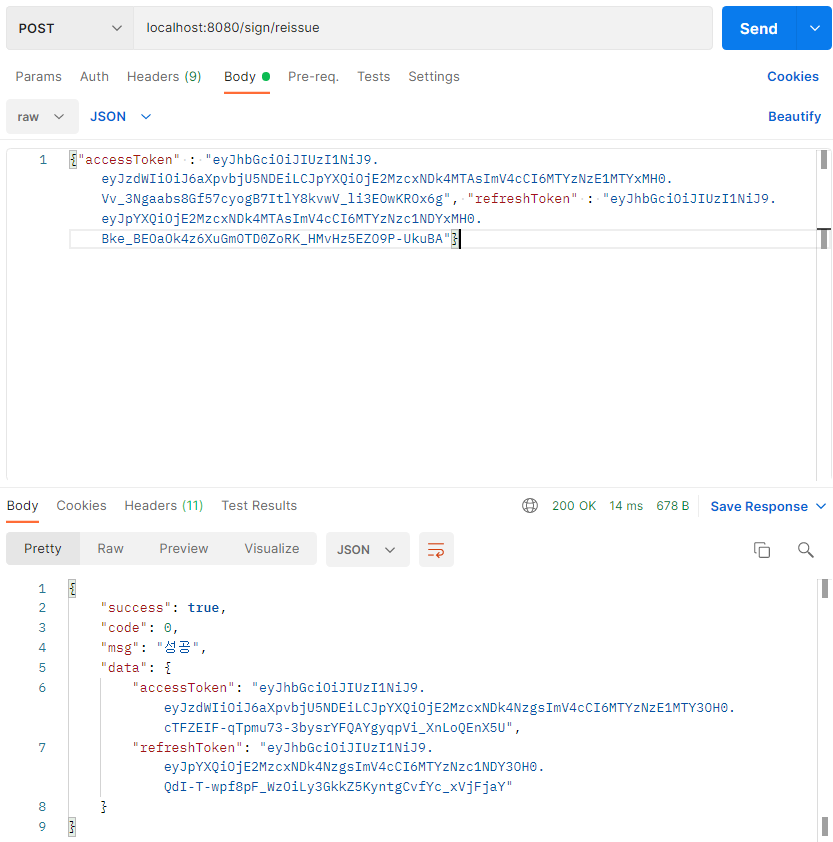 POST localhost:8080/sign/reissue Send
Params Auth Headers (9) Body Pre-req. Tests Settings Cookies
raw JSON Beautify
1 {"accessToken" : "eyJhbGciOiJIUzI1NiJ9.
eyJzdWIiOiJ6aXpvbjU5NDEiLCJpYXQiOjE2MzcxNDk4MTAsImV4cCI6MTYzNzE1MTYxMH0.
Vv_3Ngaabs8Gf57cyogB7ItlY8kvwV_li3EOwKROx6g", "refreshToken" : "eyJhbGciOiJIUzI1NiJ9.
eyJpYXQiOjE2MzcxNDk4MTAsImV4cCI6MTYzNzc1NDYxMH0.
Bke_BEOaOk4z6XuGmOTD0ZoRK_HMvHz5EZO9P-UkuBA"}
Body Cookies Headers (11) Test Results 200 OK 14 ms 678 B Save Response
Pretty Raw Preview Visualize JSON
1 {
2 "success": true,
3 "code": 0,
4 "msg": "성공",
5 "data": {
6 "accessToken": "eyJhbGciOiJIUzI1NiJ9.
eyJzdWIiOiJ6aXpvbjU5NDEiLCJpYXQiOjE2MzcxNDk4NzgsImV4cCI6MTYzNzE1MTY3OH0.
cTFZEIF-qTpmu73-3bysrYFQAYgyqpVi_XnLoQEnX5U",
7 "refreshToken": "eyJhbGciOiJIUzI1NiJ9.
eyJpYXQiOjE2MzcxNDk4NzgsImV4cCI6MTYzNzc1NDY3OH0.
QdI-T-wpf8pF_WzOiLy3GkkZ5KyntgCvfYc_xVjFjaY"
8 }
9 }